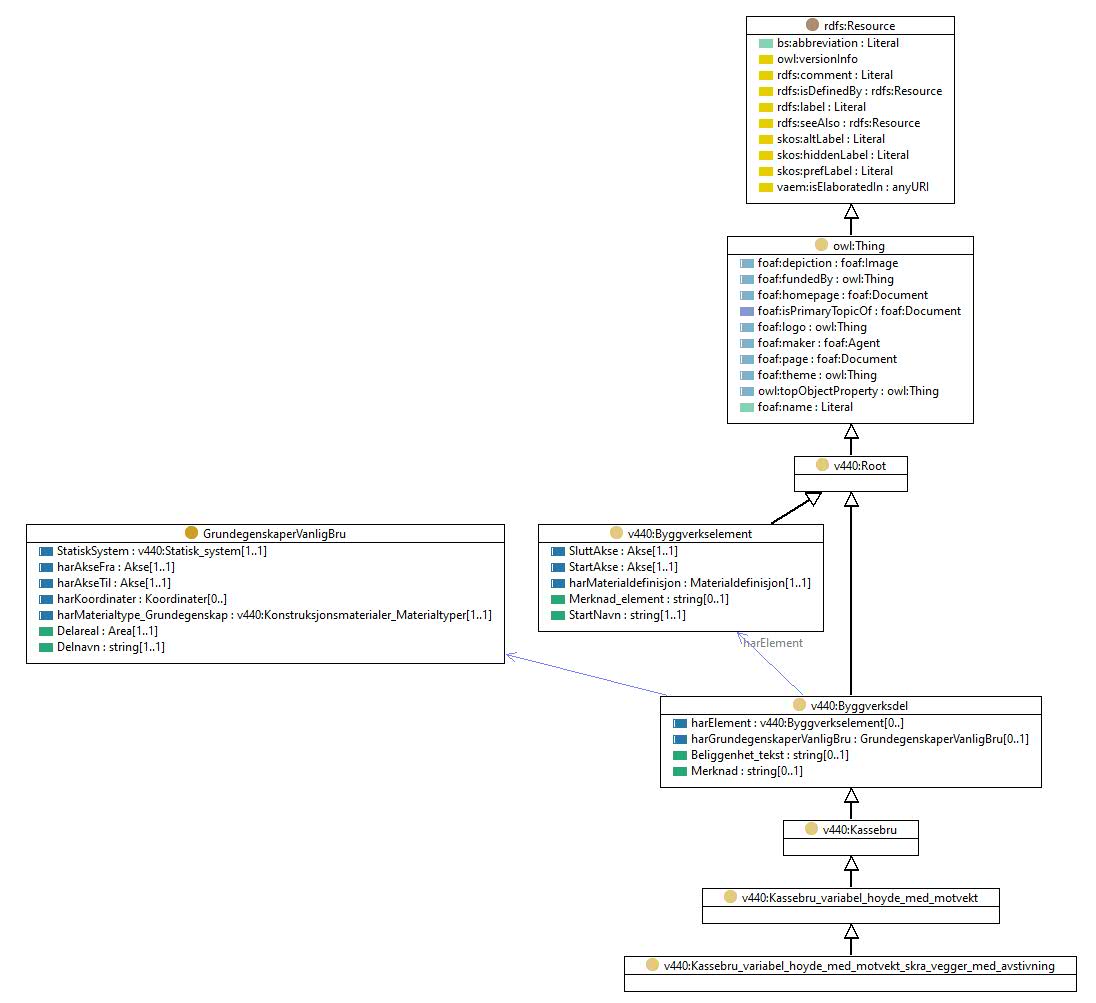 rdfs:Resource
bs:abbreviation : Literal
owl:versionInfo
rdfs:comment : Literal
rdfs:isDefinedBy : rdfs:Resource
rdfs:label : Literal
rdfs:seeAlso : rdfs:Resource
skos:altLabel : Literal
skos:hiddenLabel : Literal
skos:prefLabel : Literal
vaem:isElaboratedIn : anyURI
owl:Thing
foaf:depiction : foaf:Image
foaf:fundedBy : owl:Thing
foaf:homepage : foaf:Document
foaf:isPrimaryTopicOf : foaf:Document
foaf:logo : owl:Thing
foaf:maker : foaf:Agent
foaf:page : foaf:Document
foaf:theme : owl:Thing
owl:topObjectProperty : owl:Thing
foaf:name : Literal
v440:Root
GrundegenskaperVanligBru
StatiskSystem : v440:Statisk_system[1..1]
harAkseFra : Akse[1..1]
harAkseTil : Akse[1..1]
harKoordinater : Koordinater[0..]
harMaterialtype_Grundegenskap : v440:Konstruksjonsmaterialer_Materialtyper[1..1]
Delareal : Area[1..1]
Delnavn : string[1..1]
v440:Byggverkselement
SluttAkse : Akse[1..1]
StartAkse : Akse[1..1]
harMaterialdefinisjon : Materialdefinisjon[1..1]
Merknad_element : string[0..1]
StartNavn : string[1..1]
harElement
v440:Byggverksdel
harElement : v440:Byggverkselement[0..]
harGrundegenskaperVanligBru : GrundegenskaperVanligBru[0..1]
Beliggenhet_tekst : string[0..1]
Merknad : string[0..1]
v440:Kassebru
v440:Kassebru_variabel_hoyde_med_motvekt
v440:Kassebru_variabel_hoyde_med_motvekt_skra_vegger_med_avstivning